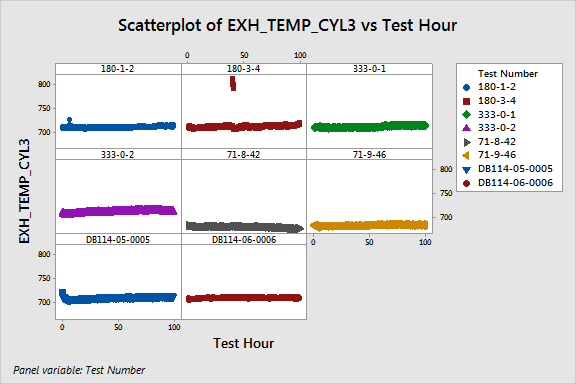 Scatterplot of EXH_TEMP_CYL3 vs Test Hour
0 50 100
180-1-2 180-3-4 333-0-1
800
750
700
333-0-2 71-8-42 71-9-46
800
750
700
DB114-05-0005 DB114-06-0006
800
750
700
0 50 100
0 50 100
EXH_TEMP_CYL3
Test Hour
Test Number
180-1-2
180-3-4
333-0-1
333-0-2
71-8-42
71-9-46
DB114-05-0005
DB114-06-0006
Panel variable: Test Number